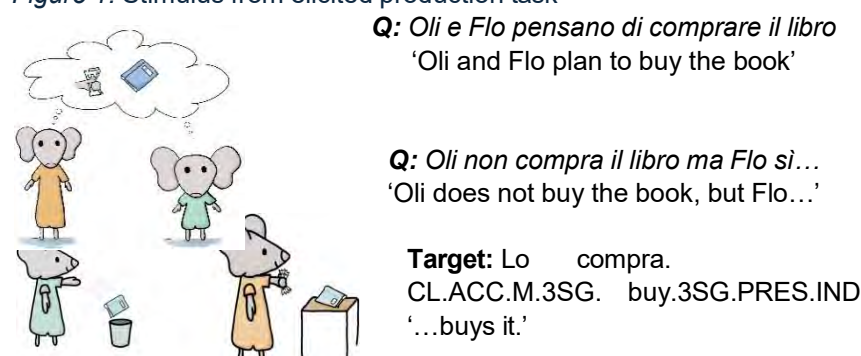 Figure 1. Stimulus from elicited production task
Q: Oli e Flo pensano di comprare il libro
'Oli and Flo plan to buy the book'
Q: Oli non compra il libro ma Flo sì…
'Oli does not buy the book, but Flo…'
Target: Lo compra.
CL.ACC.M.3SG. buy.3SG.PRES.IND
'…buys it.'